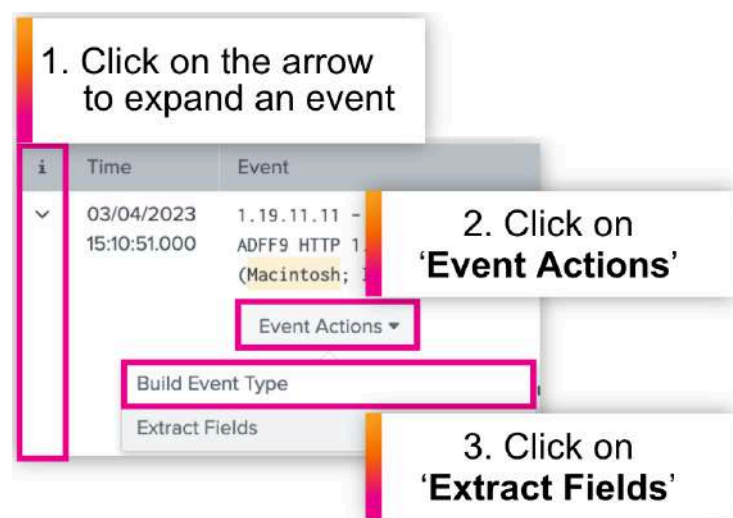 1. Click on the arrow
to expand an event
i Time Event
03/04/2023 1.19.11.11 -
15:10:51.000 ADFF9 HTTP 1.
(Macintosh;
2. Click on
‘Event Actions’
Event Actions
Build Event Type
Extract Fields
3. Click on
‘Extract Fields’